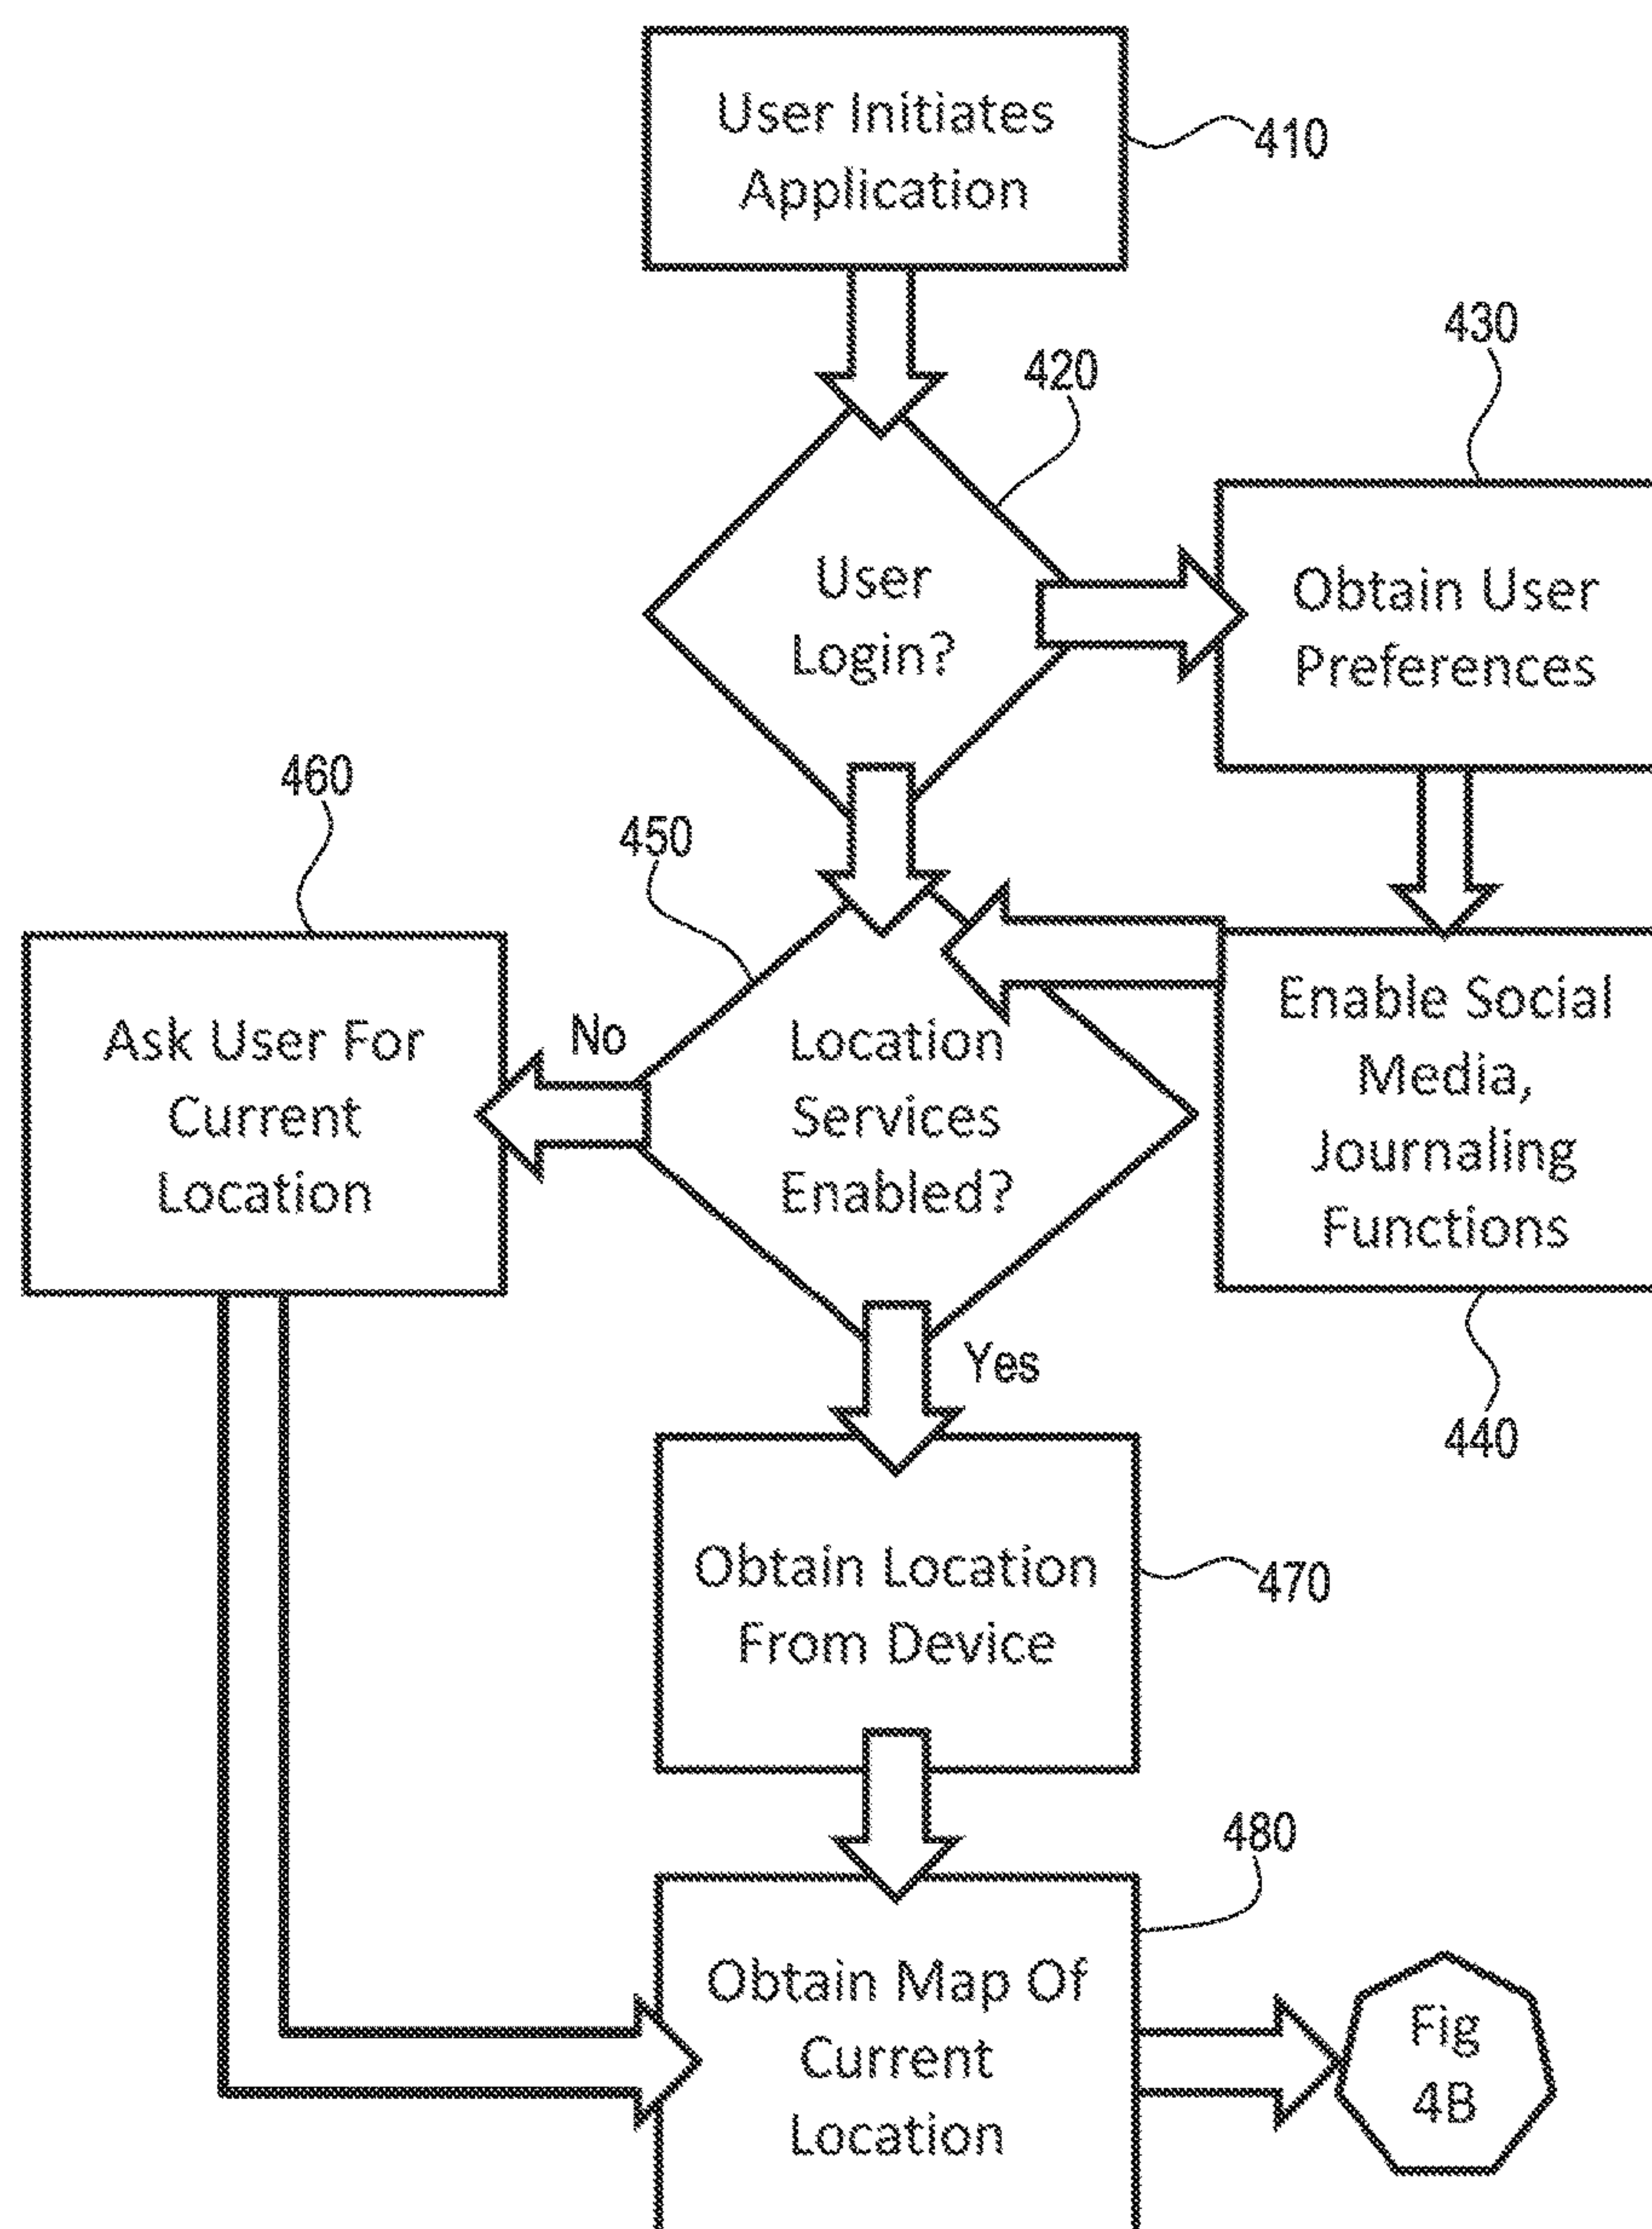 User Initiates
Application
410
420
430
User
Login?
Obtain User
Preferences
460
450
Ask User For
Current
Location
No
Location
Services
Enabled?
Enable Social
Media,
Journaling
Functions
Yes
440
Obtain Location
From Device
470
480
Obtain Map Of
Current
Location
Fig
4B